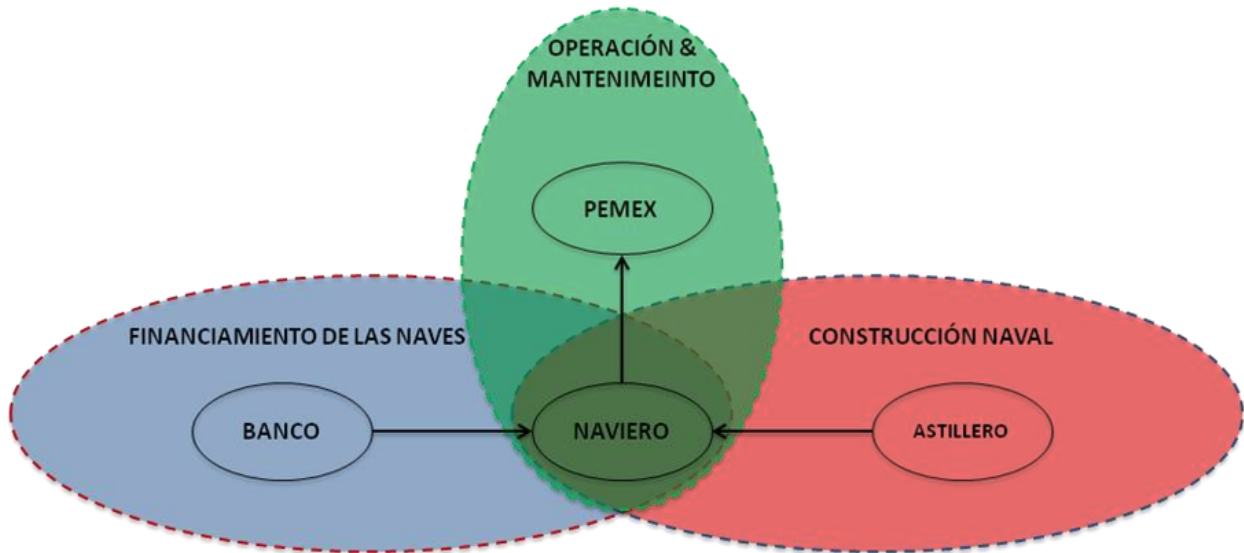 OPERACIÓN &
MANTENIMEINTO
PEMEX
FINANCIAMIENTO DE LAS NAVES
CONSTRUCCIÓN NAVAL
BANCO
NAVIERO
ASTILLERO